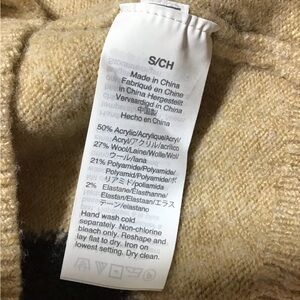 S/CH
Made in China
Fabriqué en Chine
in China Hergestellt
Vervaardigd in China
中国製
Hecho en China
50% Acrylic/Acrylique/Acryl/
Acryl/アクリル/acrílico
27% Wool/Laine/Wolle/Wol/
ウール/lana
21% Polyamide/Polyamide/
Polyamid/Polyamide/ポ
リアミド/poliamida
2% Elastane/Élasthanne/
Elastan/Elastaan/エラス
テーン/elastano
Hand wash cold
separately. Non-chlorine
bleach only. Reshape and
lay flat to dry. Iron on
lowest setting. Dry clean.